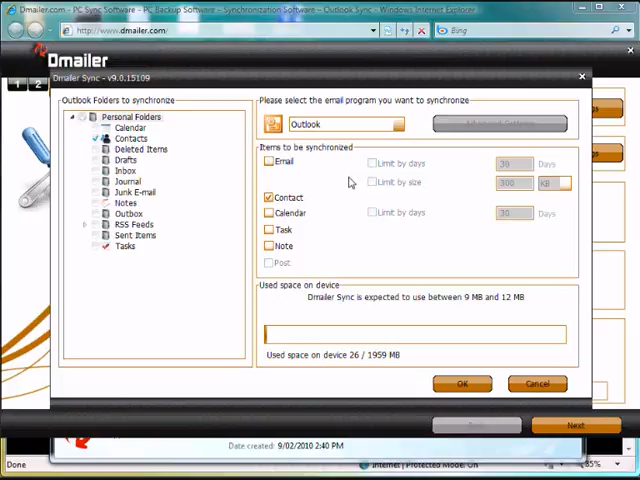 Dmailer.com - PC Sync Software - PC Backup Software - Synchronization Software - Outlook Sync - Windows Internet Explorer
http://www.dmailer.com/
Bing
Dmailer
1 2
Dmailer Sync - v9.0.15109
Outlook Folders to synchronize
Personal Folders
Calendar
Contacts
Deleted Items
Drafts
Inbox
Journal
Junk E-mail
Notes
Outbox
RSS Feeds
Sent Items
Tasks
Please select the email program you want to synchronize
Outlook
Advanced Options
Items to be synchronized
Email
Limit by days
30 Days
Limit by size
300 KB
Contact
Calendar
Limit by days
30 Days
Task
Note
Post
Used space on device
Dmailer Sync is expected to use between 9 MB and 12 MB
Used space on device 26 / 1959 MB
OK Cancel
Next
Date created: 9/02/2010 2:40 PM
Done
Internet | Protected Mode: On
85%